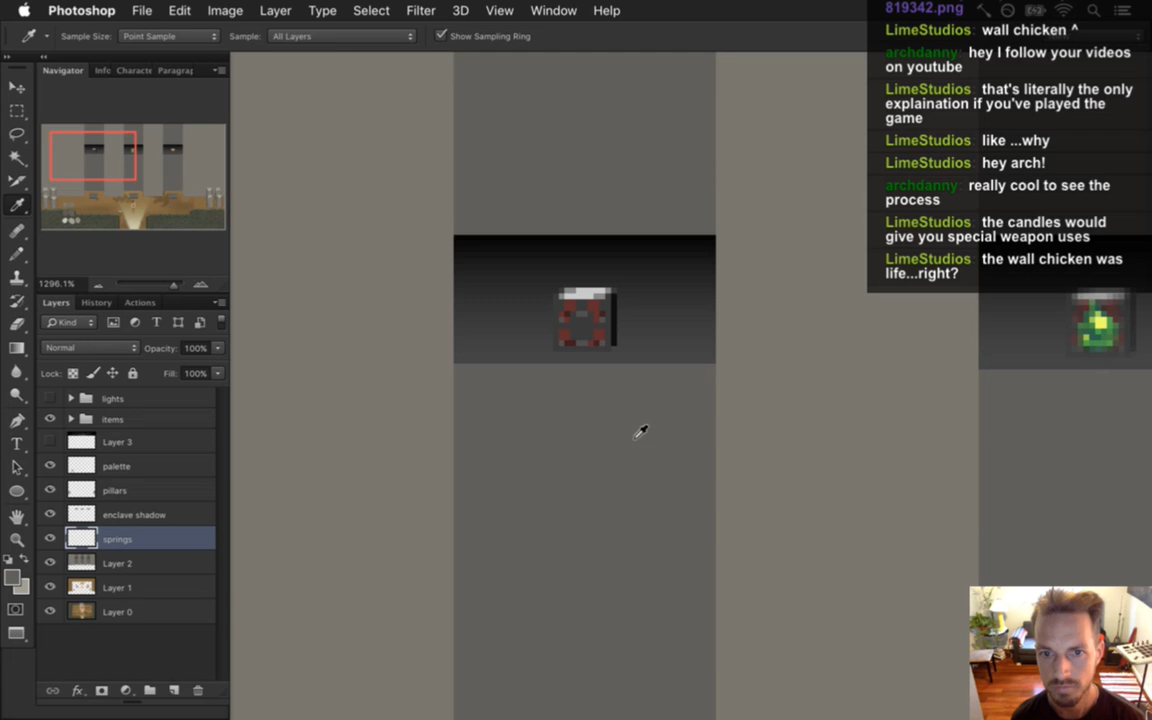 Photoshop File Edit Image Layer Type Select Filter 3D View Window Help
819342.png
Sample Size: Point Sample Sample: All Layers Show Sampling Ring
LimeStudios: wall chicken ^
archdanny: hey I follow your videos
on youtube
LimeStudios: that's literally the only
explaination if you've played the
game
LimeStudios: like ...why
LimeStudios: hey arch!
archdanny: really cool to see the
process
LimeStudios: the candles would
give you special weapon uses
LimeStudios: the wall chicken was
life...right?
Navigator Info Characte Paragraj
1296.1%
Layers History Actions
Kind
Normal Opacity: 100%
Lock: Fill: 100%
lights
items
Layer 3
palette
pillars
enclave shadow
springs
Layer 2
Layer 1
Layer 0
fx